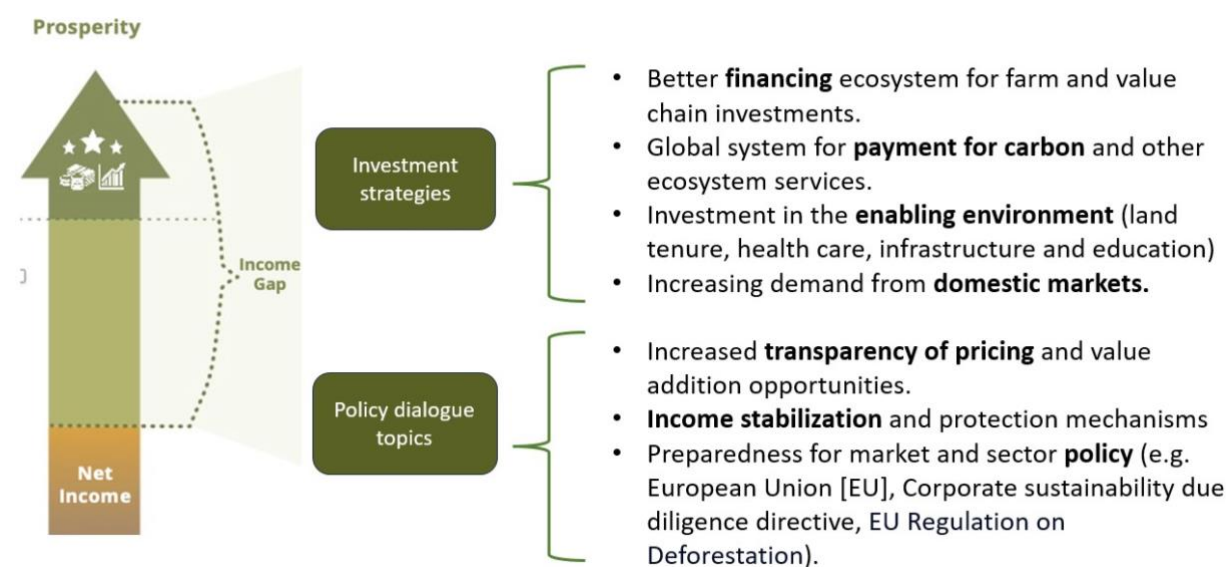 Prosperity
Income
Gap
Net
Income
Investment
strategies
• Better financing ecosystem for farm and value
chain investments.
• Global system for payment for carbon and other
ecosystem services.
• Investment in the enabling environment (land
tenure, health care, infrastructure and education)
• Increasing demand from domestic markets.
Policy dialogue
topics
• Increased transparency of pricing and value
addition opportunities.
• Income stabilization and protection mechanisms
• Preparedness for market and sector policy (e.g.
European Union [EU], Corporate sustainability due
diligence directive, EU Regulation on
Deforestation).